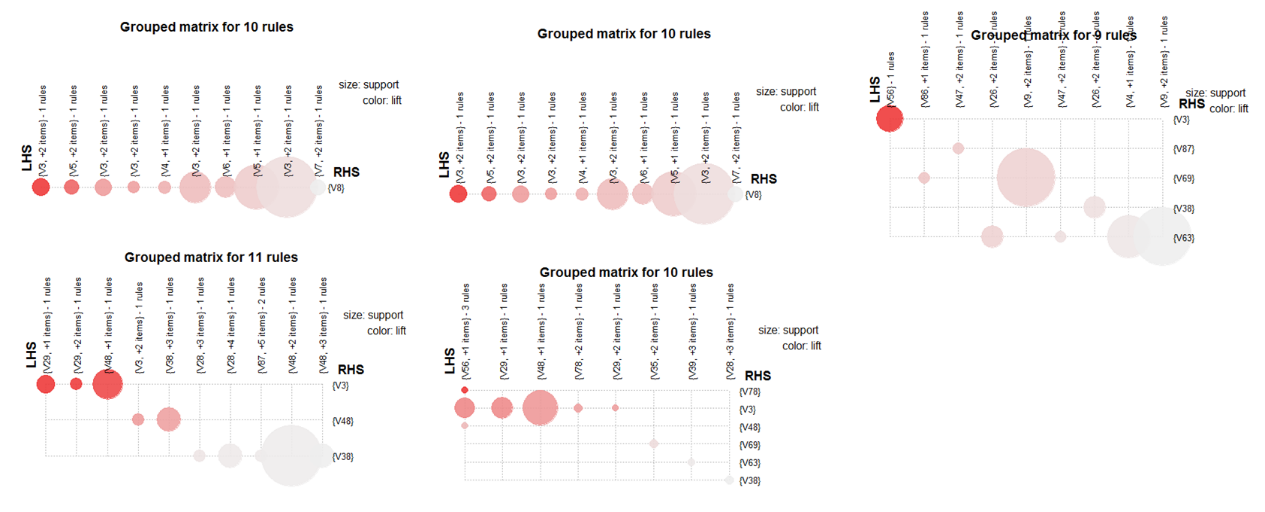 Grouped matrix for 10 rules
size: support
color: lift
LHS
{V3, +2 items} - 1 rules
{V5, +2 items} - 1 rules
{V3, +2 items} - 1 rules
{V3, +2 items} - 1 rules
{V4, +1 items} - 1 rules
{V3, +2 items} - 1 rules
{V6, +1 items} - 1 rules
{V5, +1 items} - 1 rules
{V3, +2 items} - 1 rules
{V7, +2 items} - 1 rules
RHS
{V8}
Grouped matrix for 10 rules
size: support
color: lift
LHS
{V3, +2 items} - 1 rules
{V5, +2 items} - 1 rules
{V3, +2 items} - 1 rules
{V3, +2 items} - 1 rules
{V4, +1 items} - 1 rules
{V3, +2 items} - 1 rules
{V6, +1 items} - 1 rules
{V5, +1 items} - 1 rules
{V3, +2 items} - 1 rules
{V7, +2 items} - 1 rules
RHS
{V8}
Grouped matrix for 9 rules
size: support
color: lift
LHS
{V56} - 1 rules
{V86, +1 items} - 1 rules
{V47, +2 items} - 1 rules
{V26, +2 items} - 1 rules
{V9, +2 items} - 1 rules
{V47, +2 items} - 1 rules
{V26, +2 items} - 1 rules
{V4, +1 items} - 1 rules
{V9, +2 items} - 1 rules
RHS
{V3}
{V87}
{V69}
{V38}
{V63}
Grouped matrix for 11 rules
size: support
color: lift
LHS
{V29, +1 items} - 1 rules
{V29, +2 items} - 1 rules
{V48, +1 items} - 1 rules
{V3, +2 items} - 1 rules
{V38, +3 items} - 1 rules
{V28, +3 items} - 1 rules
{V28, +4 items} - 1 rules
{V87, +5 items} - 2 rules
{V48, +2 items} - 1 rules
{V48, +3 items} - 1 rules
RHS
{V3}
{V48}
{V38}
Grouped matrix for 10 rules
size: support
color: lift
LHS
{V56, +1 items} - 3 rules
{V29, +1 items} - 1 rules
{V48, +1 items} - 1 rules
{V78, +2 items} - 1 rules
{V29, +2 items} - 1 rules
{V35, +2 items} - 1 rules
{V39, +3 items} - 1 rules
{V28, +3 items} - 1 rules
RHS
{V78}
{V3}
{V48}
{V69}
{V63}
{V38}